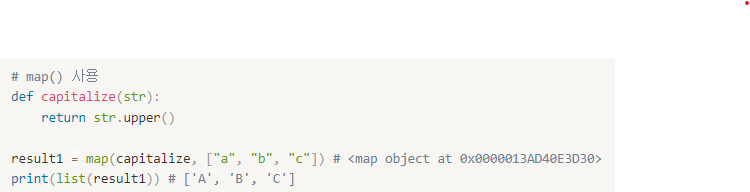 # map() 사용
def capitalize(str):
    return str.upper()

result1 = map(capitalize, ["a", "b", "c"]) # <map object at 0x0000013AD40E3D30>
print(list(result1)) # ['A', 'B', 'C']